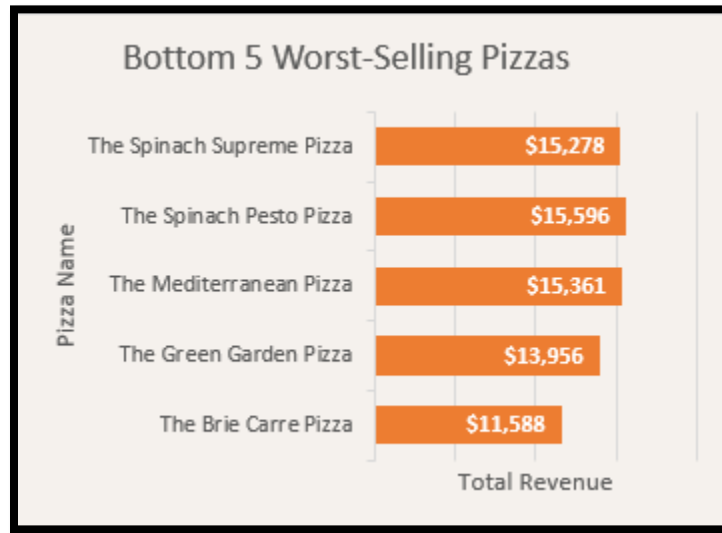 Bottom 5 Worst-Selling Pizzas
Pizza Name
The Spinach Supreme Pizza $15,278
The Spinach Pesto Pizza $15,596
The Mediterranean Pizza $15,361
The Green Garden Pizza $13,956
The Brie Carre Pizza $11,588
Total Revenue